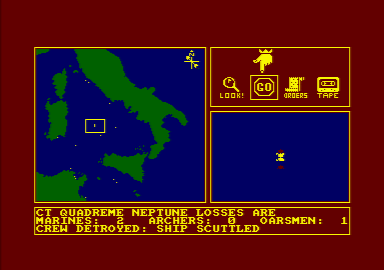 LOOK!
GO
ORDERS
TAPE
CT QUADREME NEPTUNE LOSSES ARE
MARINES: 2 ARCHERS: 0 OARSMEN: 1
CREW DETROYED: SHIP SCUTTLED